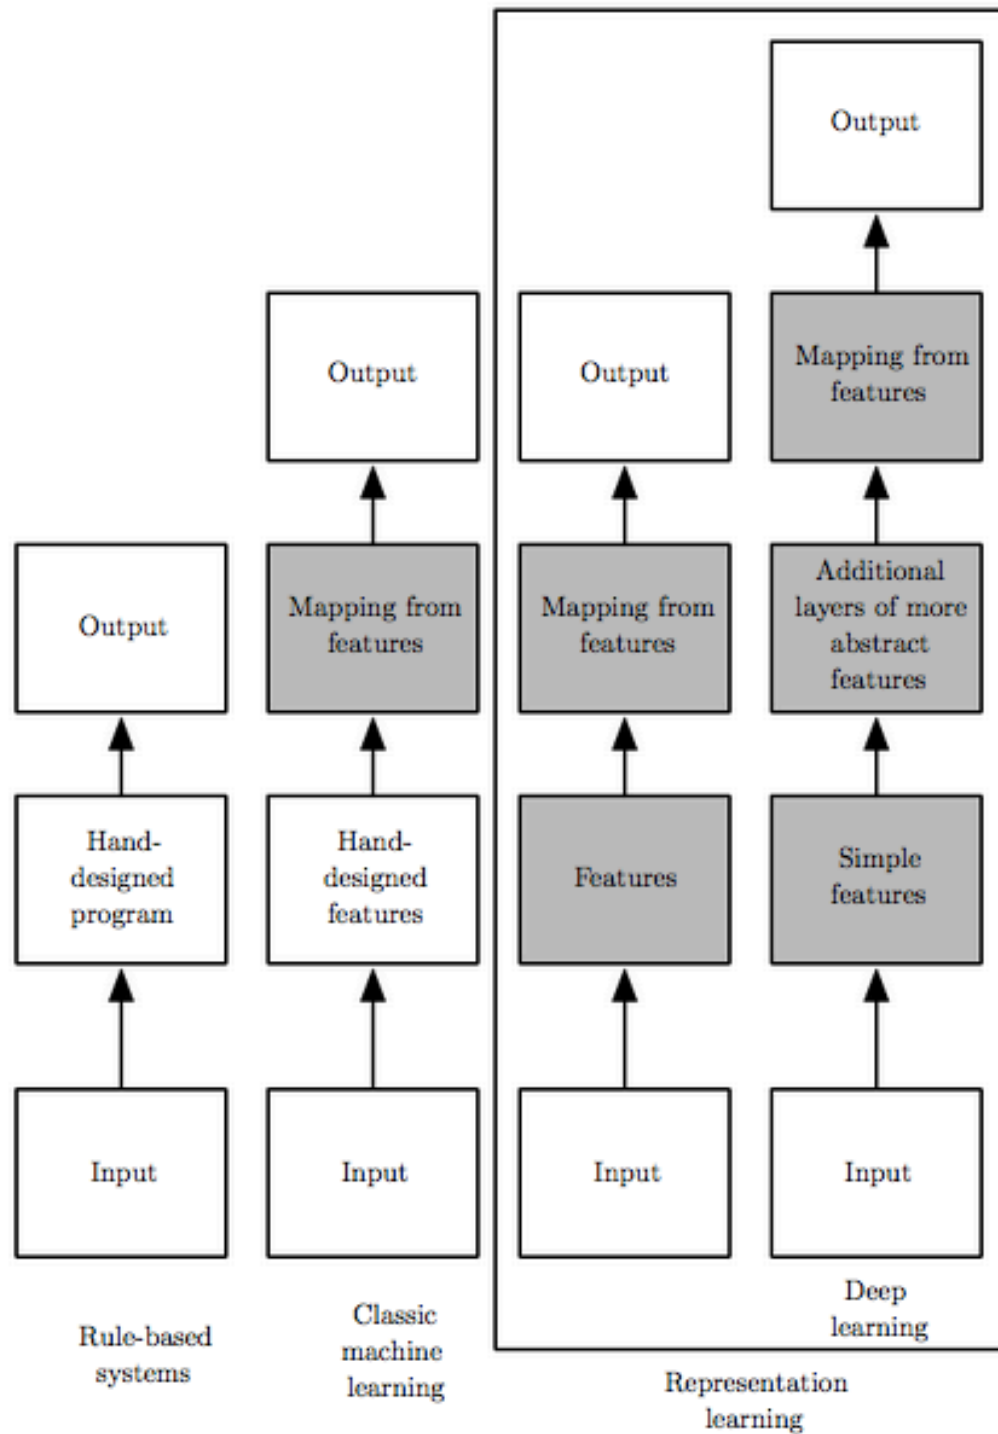 Output
Output
Output
Mapping from
features
Output
Mapping from
features
Mapping from
features
Additional
layers of more
abstract
features
Hand-
designed
program
Hand-
designed
features
Features
Simple
features
Input
Input
Input
Input
Rule-based
systems
Classic
machine
learning
Deep
learning
Representation
learning